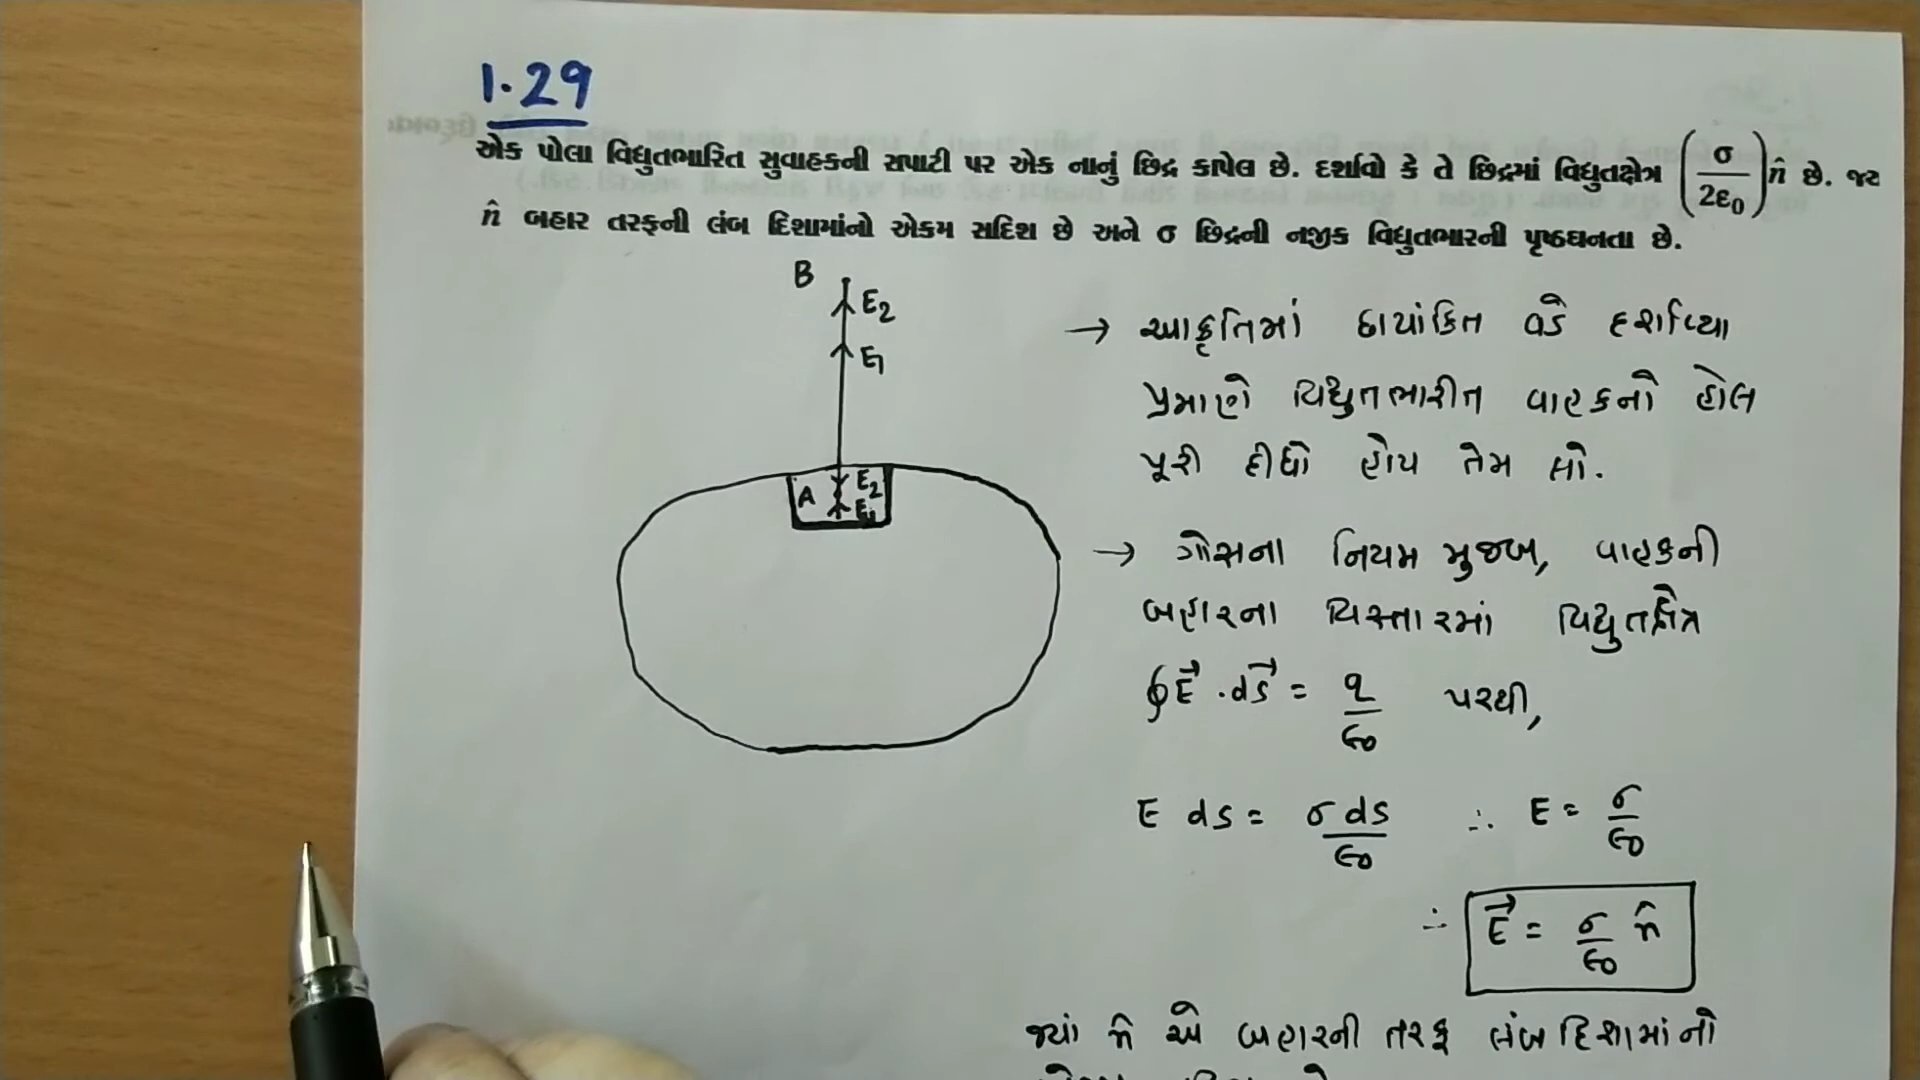 1.29
એક પોલા વિદ્યુતભારિત સુવાહકની સપાટી પર એક નાનું છિદ્ર કાપેલ છે. દર્શાવો કે તે છિદ્રમાં વિદ્યુતક્ષેત્ર (σ/2ε₀) n̂ છે. જ્ય
n̂ બહાર તરફની લંબ દિશામાંનો એકમ સદિશ છે અને σ છિદ્રની નજીક વિદ્યુતભારની પૃષ્ઠઘનતા છે.
B
E₂
E₁
A E₂
E₁
→ આકૃતિમાં છાયાંકિત વડે દર્શાવ્યા
પ્રમાણે વિદ્યુતભારીત વાહકનો હોલ
પૂરી દીધો હોય તેમ લો.
→ ગોસના નિયમ મુજબ, વાહકની
બહારના વિસ્તારમાં વિદ્યુતક્ષેત્ર
∮E⃗ . dS⃗ = q/ε₀ પરથી,
E ds = σ ds/ε₀ ∴ E = σ/ε₀
∴ E⃗ = σ/ε₀ n̂
જ્યાં n̂ એ બહારની તરફ લંબ દિશામાંનો